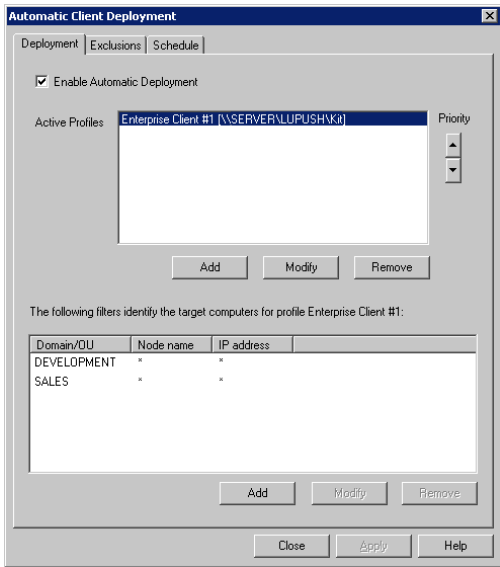 Automatic Client Deployment
Deployment Exclusions Schedule
Enable Automatic Deployment
Active Profiles
Enterprise Client #1 [\\SERVER\LUPUSH\Kit]
Priority
Add Modify Remove
The following filters identify the target computers for profile Enterprise Client #1:
Domain/OU Node name IP address
DEVELOPMENT * *
SALES * *
Add Modify Remove
Close Apply Help